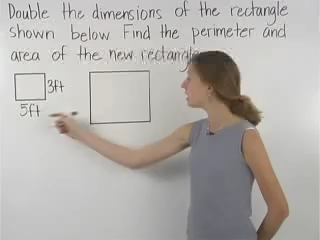 Double the dimensions of the rectangle
shown below. Find the perimeter and
area of the new rectangle.
3ft
5ft